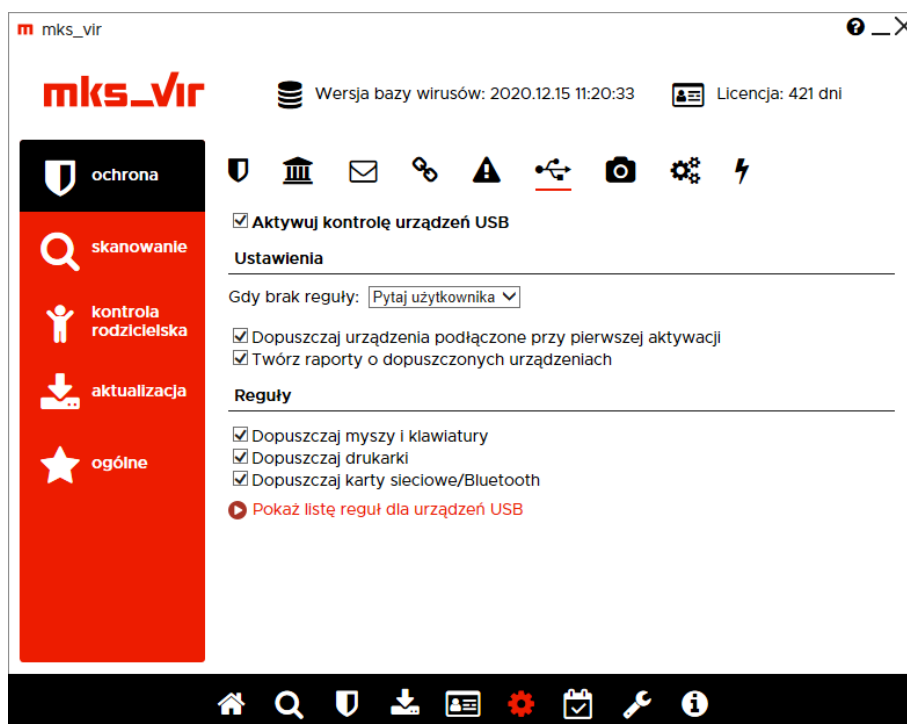 mks_vir
mks_vir
Wersja bazy wirusów: 2020.12.15 11:20:33
Licencja: 421 dni
ochrona
skanowanie
kontrola
rodzicielska
aktualizacja
ogólne
Aktywuj kontrolę urządzeń USB
Ustawienia
Gdy brak reguły: Pytaj użytkownika
Dopuszczaj urządzenia podłączone przy pierwszej aktywacji
Twórz raporty o dopuszczonych urządzeniach
Reguły
Dopuszczaj myszy i klawiatury
Dopuszczaj drukarki
Dopuszczaj karty sieciowe/Bluetooth
Pokaż listę reguł dla urządzeń USB